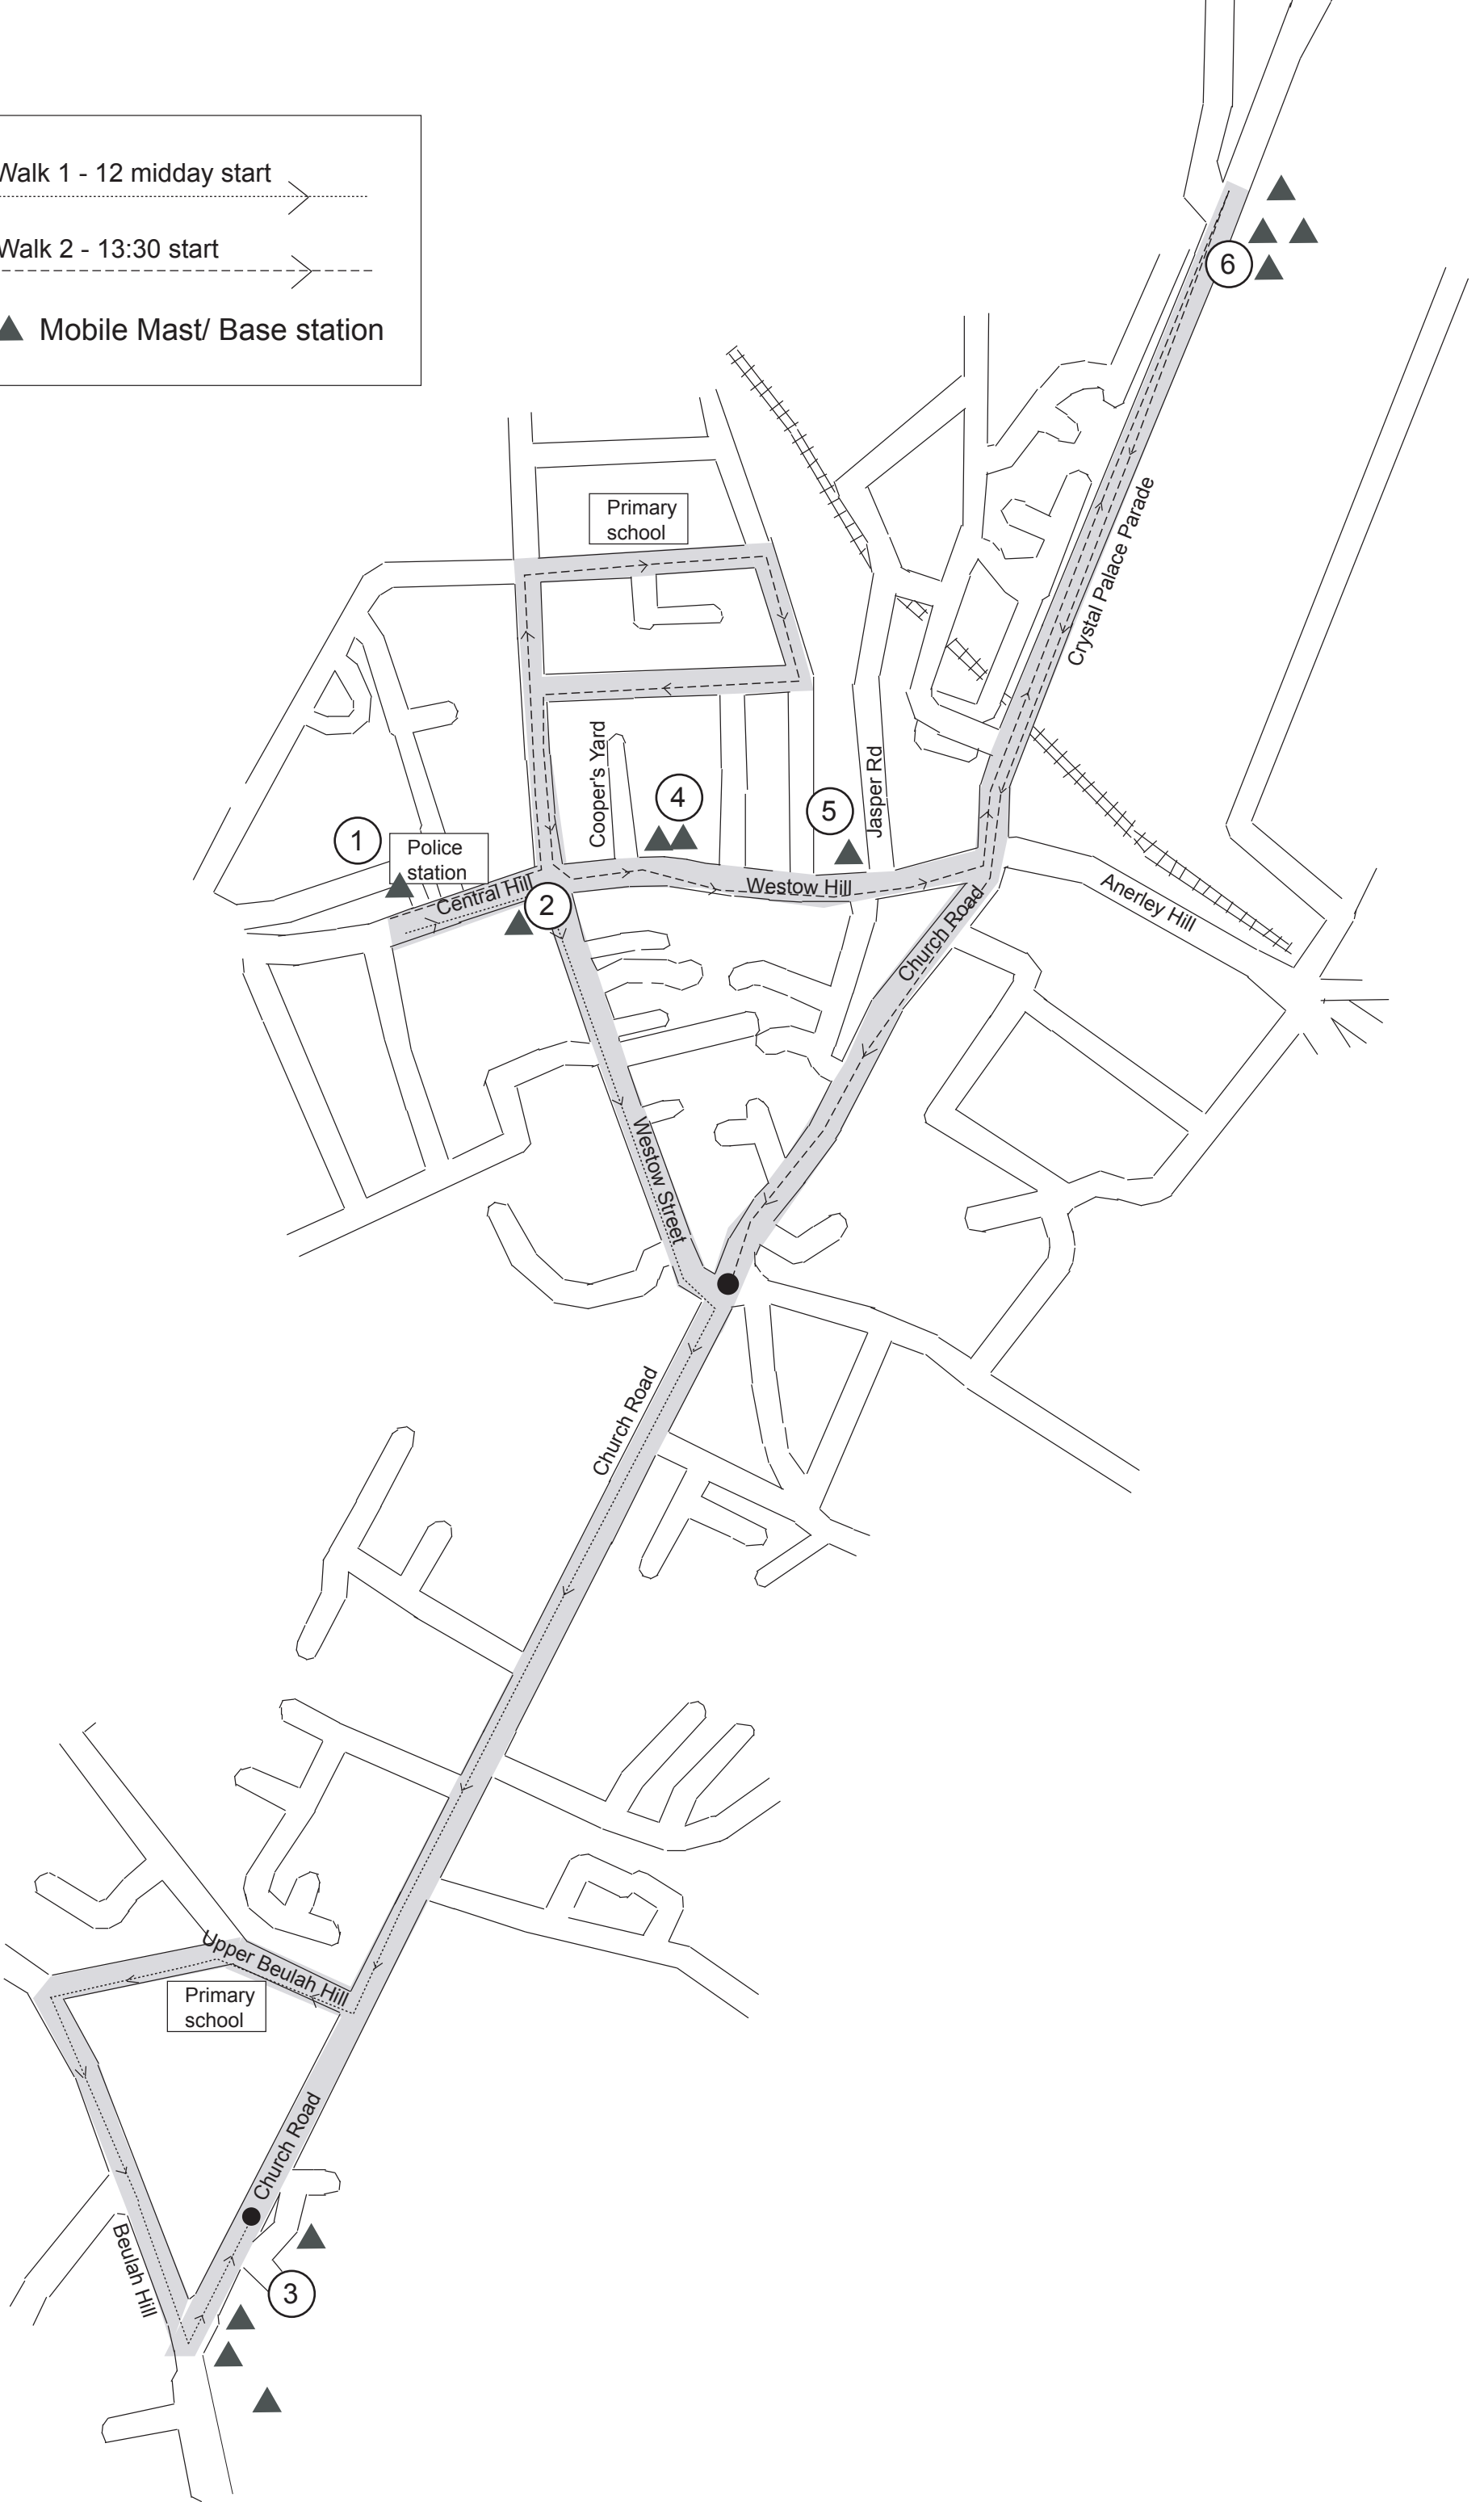 Walk 1 - 12 midday start
Walk 2 - 13:30 start
Mobile Mast/ Base station
6
Primary
school
Crystal Palace Parade
Cooper's Yard
4
5
Jasper Rd
1
Police
station
Central Hill
2
Westow Hill
Church Road
Anerley Hill
Westow Street
Church Road
Upper Beulah Hill
Primary
school
Church Road
Beulah Hill
3